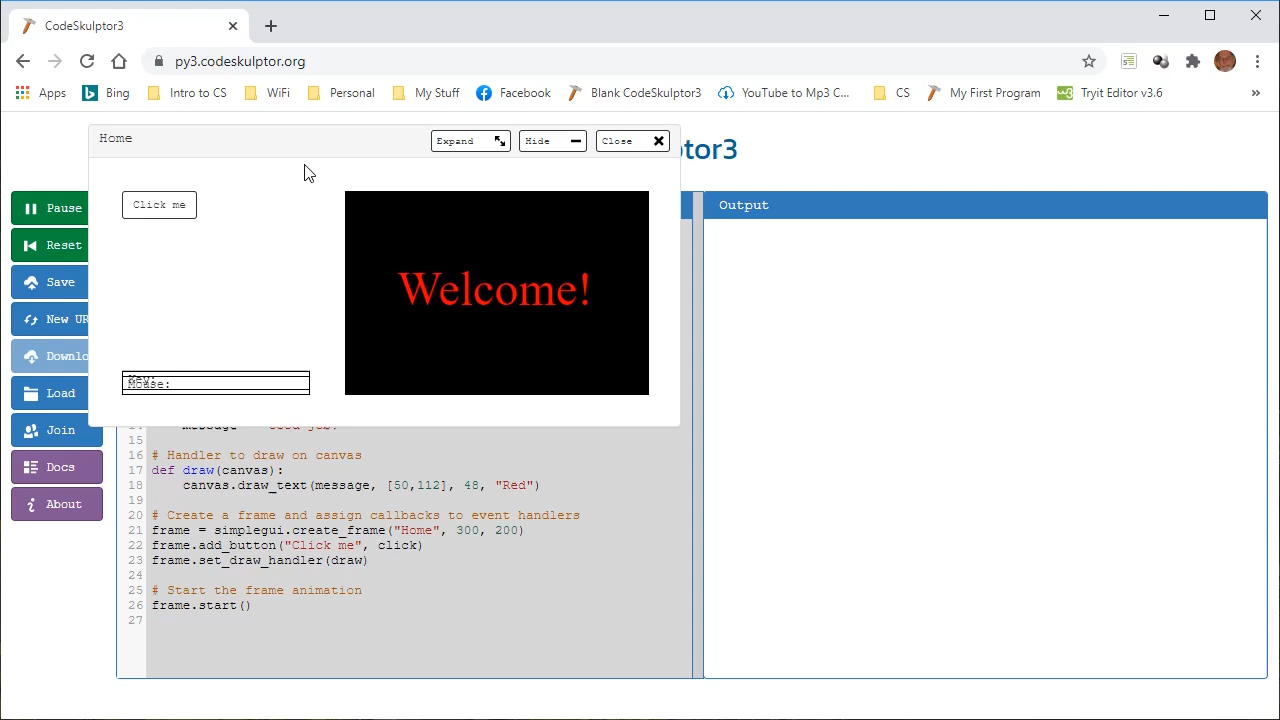 CodeSkulptor3
py3.codeskulptor.org
Apps Bing Intro to CS WiFi Personal My Stuff Facebook Blank CodeSkulptor3 YouTube to Mp3 C... CS My First Program Tryit Editor v3.6 »
Home Expand Hide Close
ptor3
Click me
Welcome!
Key:
Mouse:
Pause
Reset
Save
New UR
Downlo
Load
Join
Docs
About
Output
15
16 # Handler to draw on canvas
17 def draw(canvas):
18 canvas.draw_text(message, [50,112], 48, "Red")
19
20 # Create a frame and assign callbacks to event handlers
21 frame = simplegui.create_frame("Home", 300, 200)
22 frame.add_button("Click me", click)
23 frame.set_draw_handler(draw)
24
25 # Start the frame animation
26 frame.start()
27